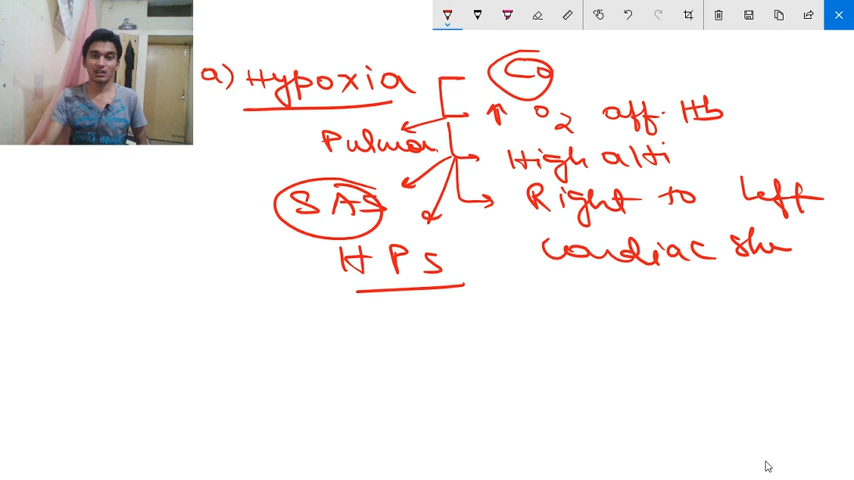 a) Hypoxia Co
↑ O2 aff. Hb
Pulmon
High alti
SAS Right to left
HPS cardiac shu